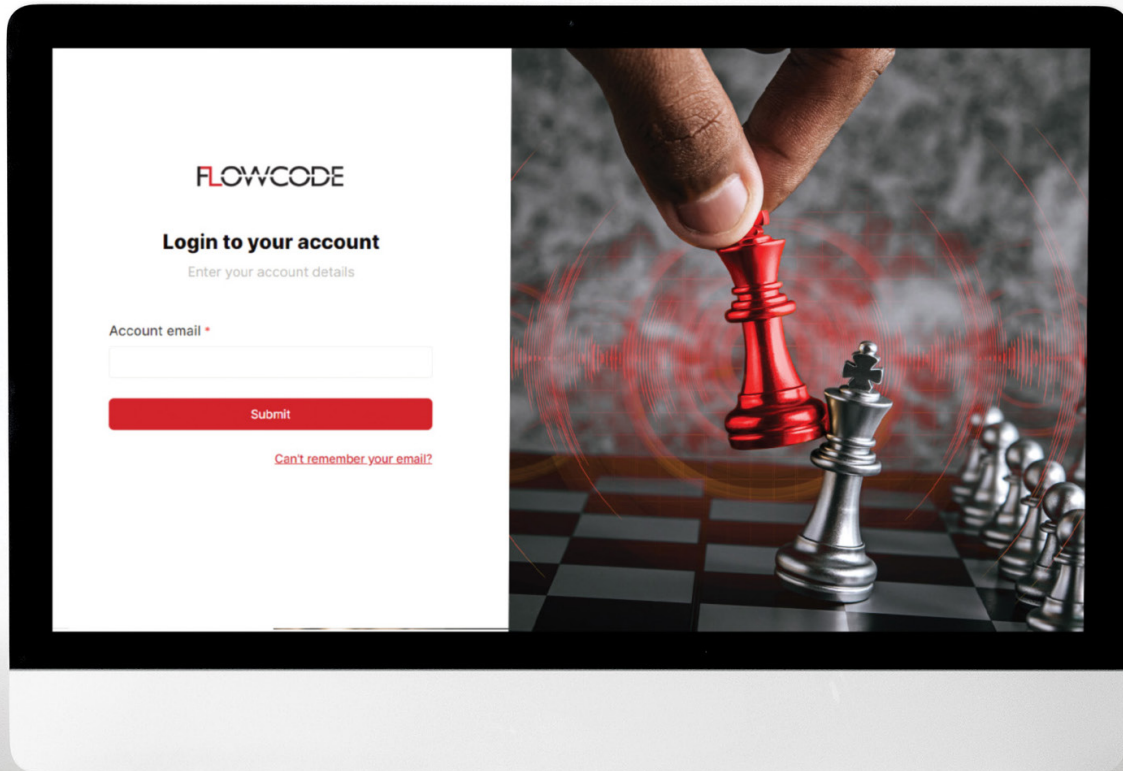 FLOWCODE
Login to your account
Enter your account details
Account email *
Submit
Can't remember your email?